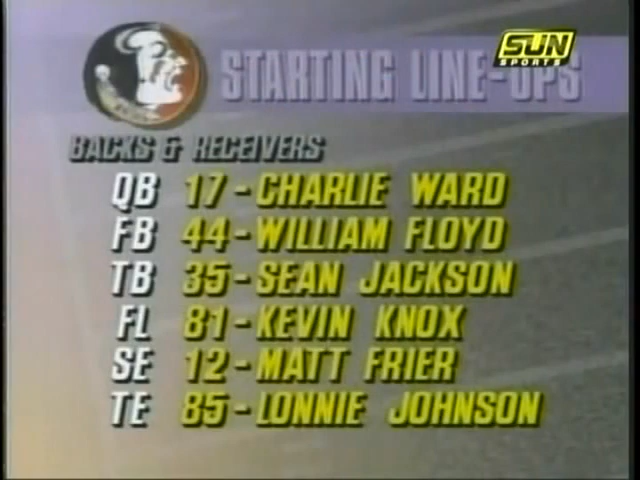 SUN
SPORTS
STARTING LINE-UPS
BACKS & RECEIVERS
QB 17-CHARLIE WARD
FB 44-WILLIAM FLOYD
TB 35-SEAN JACKSON
FL 81-KEVIN KNOX
SE 12-MATT FRIER
TE 85-LONNIE JOHNSON